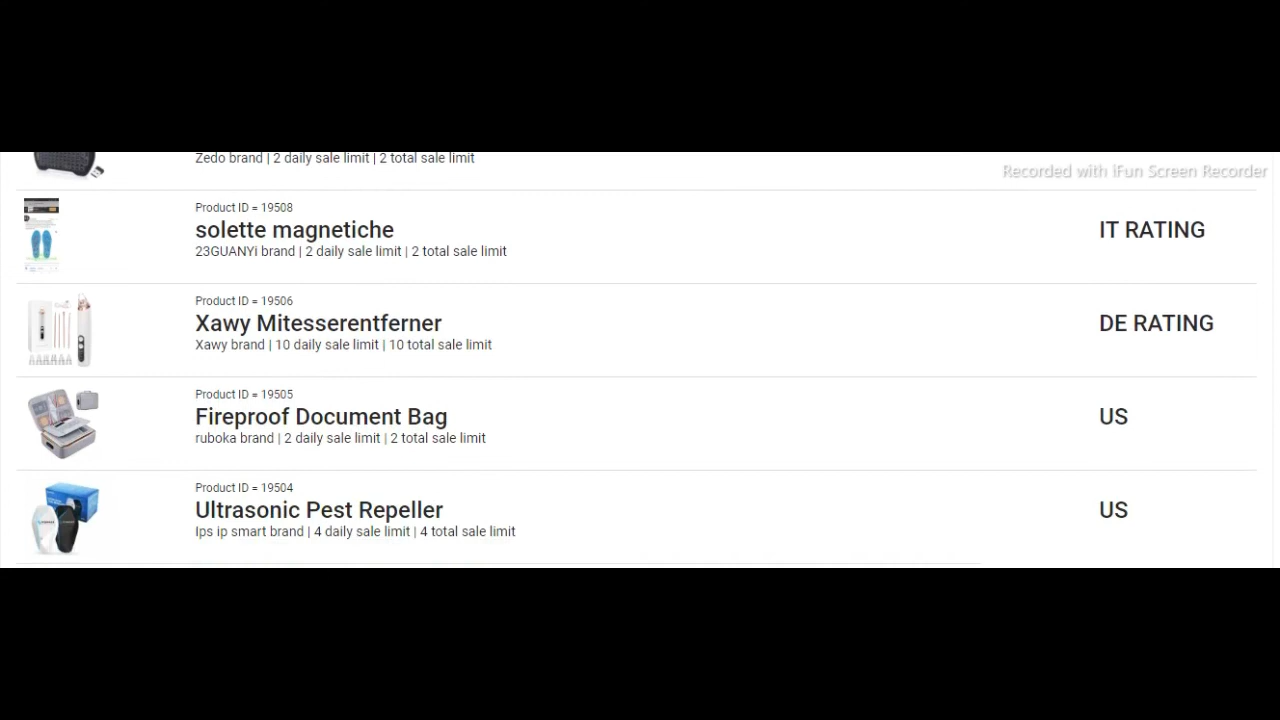 Zedo brand | 2 daily sale limit | 2 total sale limit
Recorded with iFun Screen Recorder
Product ID = 19508
solette magnetiche
IT RATING
23GUANYi brand | 2 daily sale limit | 2 total sale limit
Product ID = 19506
Xawy Mitesserentferner
DE RATING
Xawy brand | 10 daily sale limit | 10 total sale limit
Product ID = 19505
Fireproof Document Bag
US
ruboka brand | 2 daily sale limit | 2 total sale limit
Product ID = 19504
Ultrasonic Pest Repeller
US
Ips ip smart brand | 4 daily sale limit | 4 total sale limit